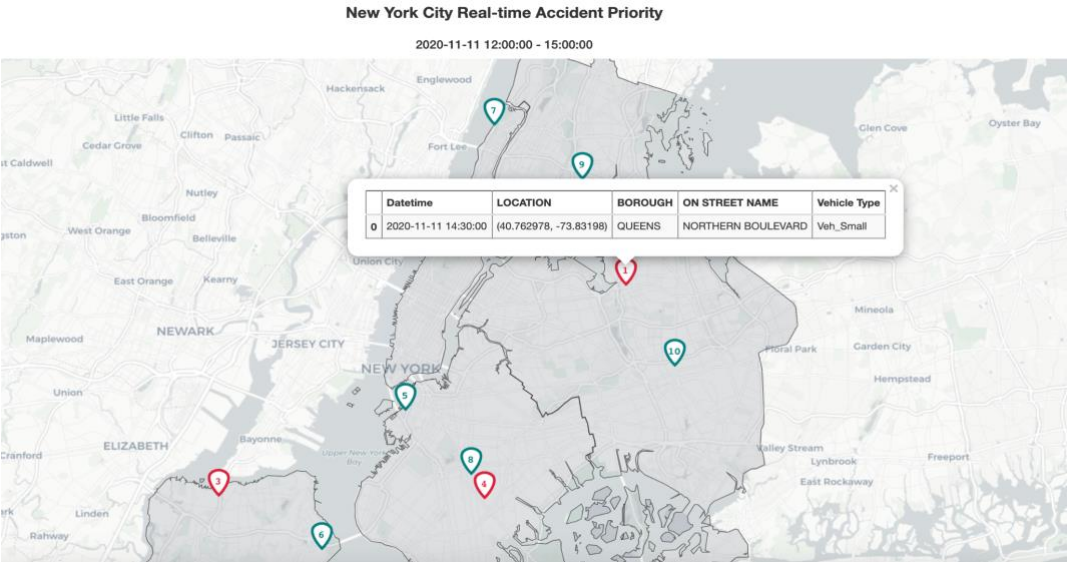 New York City Real-time Accident Priority
2020-11-11 12:00:00 - 15:00:00
Englewood
Hackensack
7
Little Falls
Glen Cove
Oyster Bay
Clifton Passaic
Cedar Grove
Fort Lee
st Caldwell
9
Nutley
×
Datetime LOCATION BOROUGH ON STREET NAME Vehicle Type
0 2020-11-11 14:30:00 (40.762978, -73.83198) QUEENS NORTHERN BOULEVARD Veh_Small
Bloomfield
West Orange
gston
Belleville
Union City
1
East Orange
Kearny
Mineola
NEWARK
Maplewood
JERSEY CITY
Floral Park
Garden City
10
NEW YORK
Hempstead
Union
5
ELIZABETH
Bayonne
Valley Stream
Cranford
Upper New York
Bay
8
Lynbrook
Freeport
3
4
East Rockaway
ark
Linden
Rahway
6